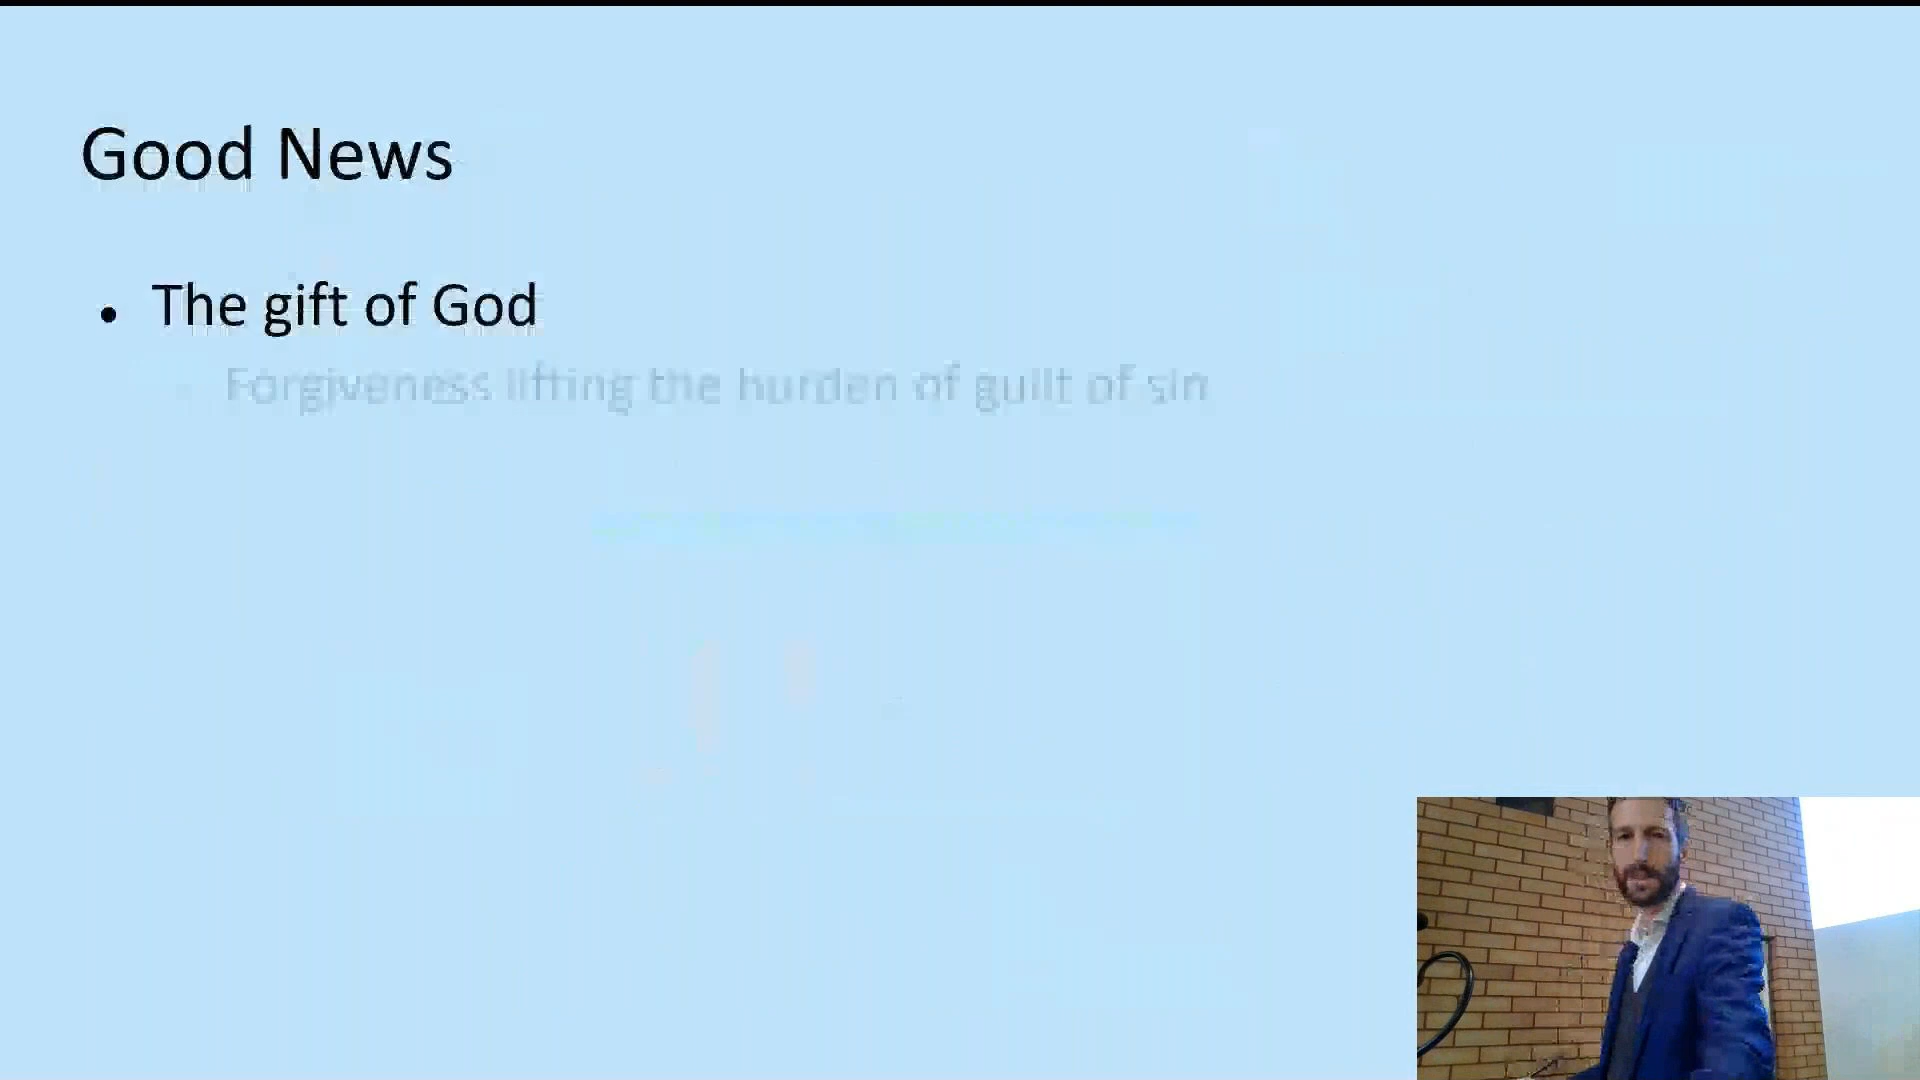 Good News
• The gift of God
Forgiveness lifting the burden of guilt of sin